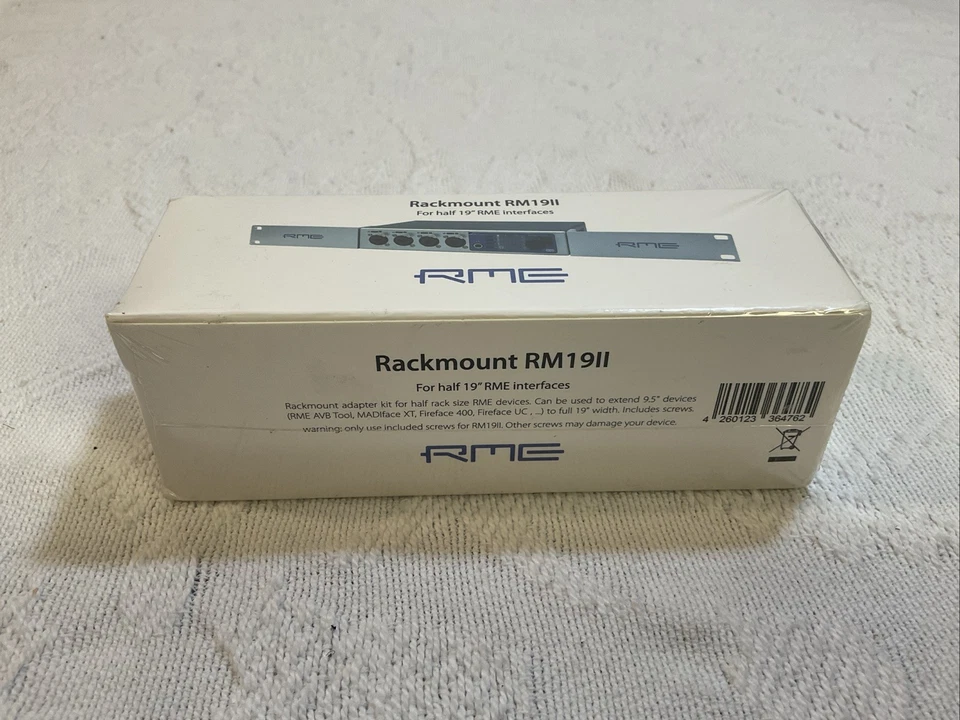 Rackmount RM19II
For half 19" RME interfaces
RME RME
RME
Rackmount RM19II
For half 19" RME interfaces
Rackmount adapter kit for half rack size RME devices. Can be used to extend 9.5" devices
(RME AVB Tool, MADIface XT, Fireface 400, Fireface UC , ...) to full 19" width. Includes screws.
warning: only use included screws for RM19II. Other screws may damage your device.
4 260123 364762
RME